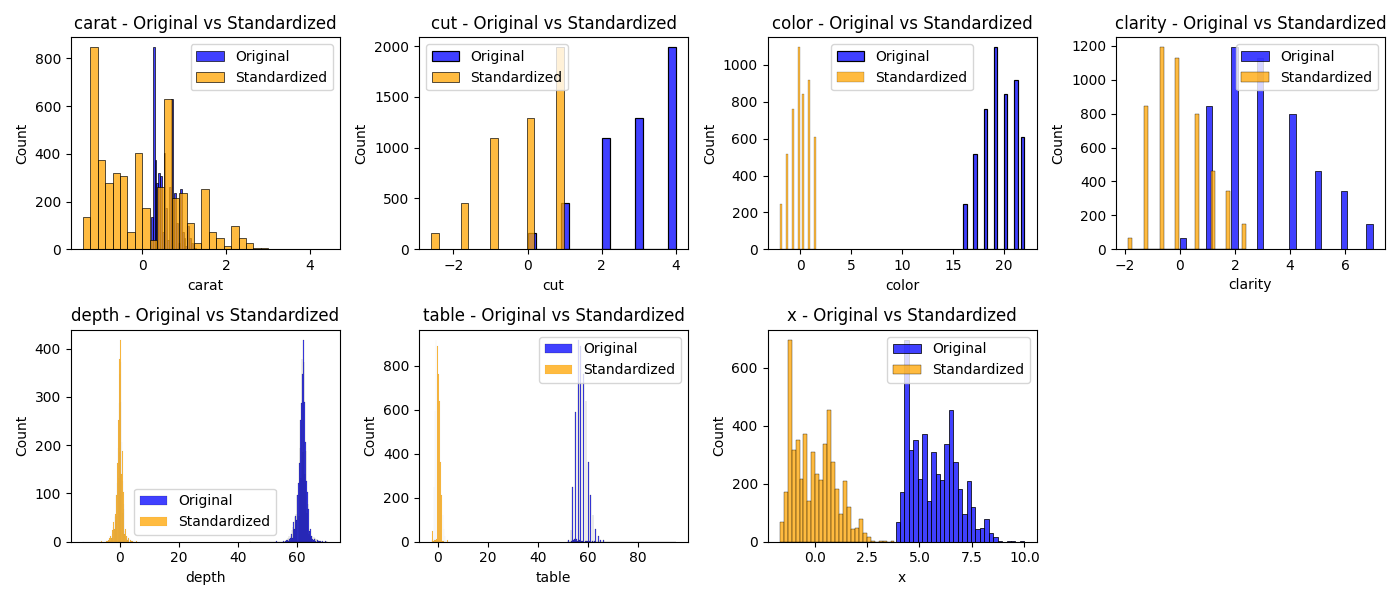 carat - Original vs Standardized
Original
Standardized
Count
800
600
400
200
0
0 2 4
carat
cut - Original vs Standardized
Original
Standardized
Count
2000
1500
1000
500
0
−2 0 2 4
cut
color - Original vs Standardized
Original
Standardized
Count
1000
800
600
400
200
0
0 5 10 15 20
color
clarity - Original vs Standardized
Original
Standardized
Count
1200
1000
800
600
400
200
0
−2 0 2 4 6
clarity
depth - Original vs Standardized
Original
Standardized
Count
400
300
200
100
0
0 20 40 60
depth
table - Original vs Standardized
Original
Standardized
Count
800
600
400
200
0
0 20 40 60 80
table
x - Original vs Standardized
Original
Standardized
Count
600
400
200
0
0.0 2.5 5.0 7.5 10.0
x